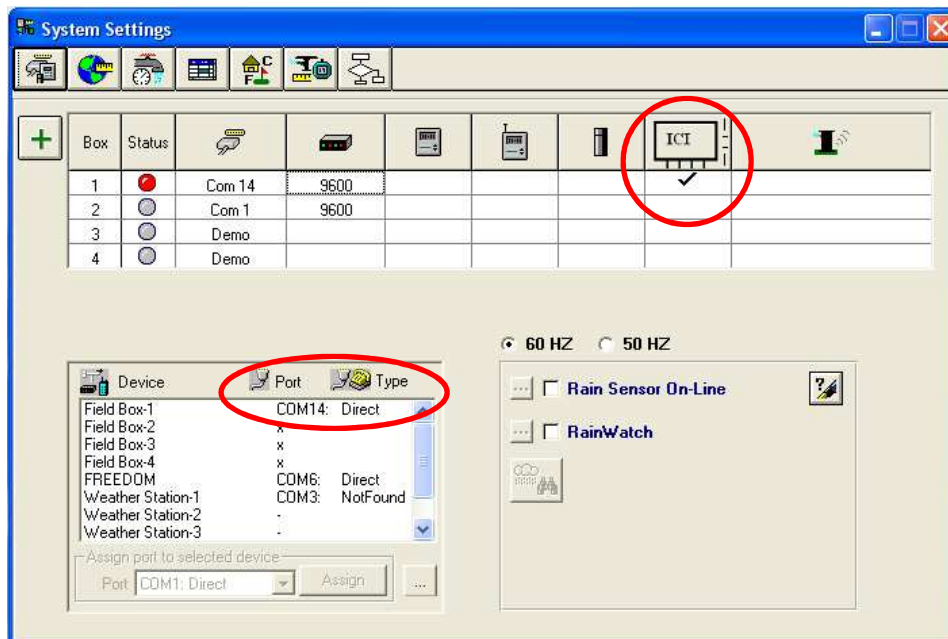 System Settings
C
F
Box Status ICI
1 Com 14 9600
2 Com 1 9600
3 Demo
4 Demo
60 HZ 50 HZ
Device Port Type
Field Box-1 COM14: Direct
Field Box-2 x
Field Box-3 x
Field Box-4 x
FREEDOM COM6: Direct
Weather Station-1 COM3: NotFound
Weather Station-2 -
Weather Station-3 -
Assign port to selected device
Port COM1: Direct Assign ...
... Rain Sensor On-Line ?
... RainWatch